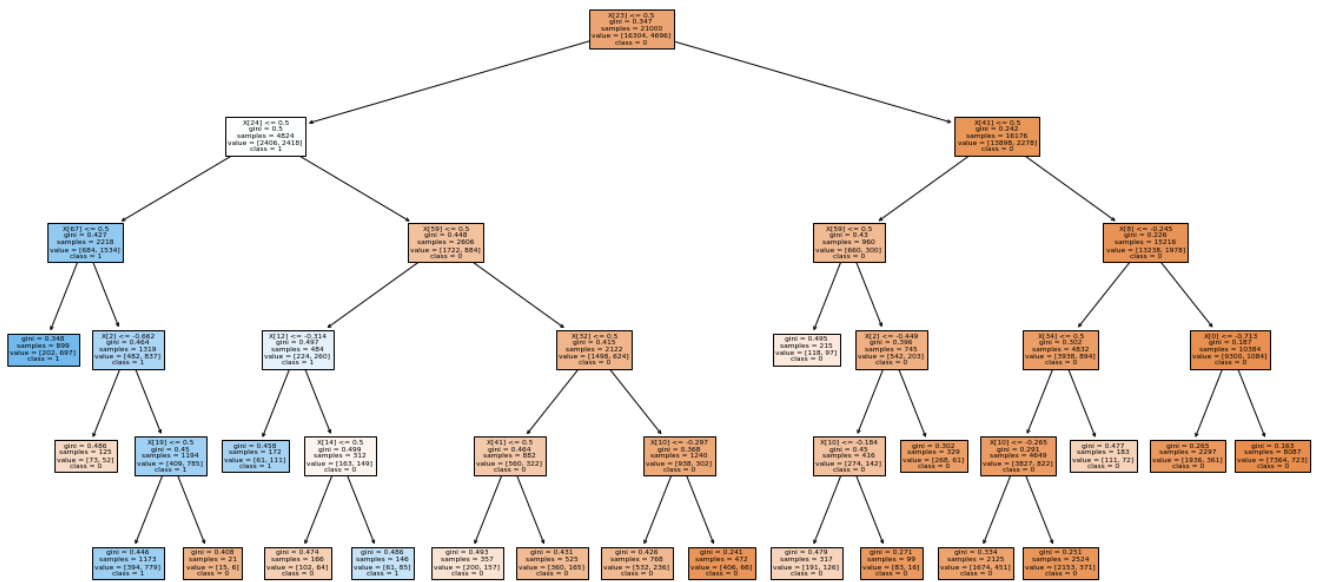 X[23] <= 0.5
gini = 0.347
samples = 21000
value = [16304, 4696]
class = 0
X[24] <= 0.5
gini = 0.5
samples = 4824
value = [2406, 2418]
class = 1
X[41] <= 0.5
gini = 0.242
samples = 16176
value = [13898, 2278]
class = 0
X[67] <= 0.5
gini = 0.427
samples = 2218
value = [684, 1534]
class = 1
X[59] <= 0.5
gini = 0.448
samples = 2606
value = [1722, 884]
class = 0
X[59] <= 0.5
gini = 0.43
samples = 960
value = [660, 300]
class = 0
X[8] <= -0.245
gini = 0.226
samples = 15216
value = [13238, 1978]
class = 0
gini = 0.348
samples = 899
value = [202, 697]
class = 1
X[2] <= -0.662
gini = 0.464
samples = 1319
value = [482, 837]
class = 1
X[12] <= -0.314
gini = 0.497
samples = 484
value = [224, 260]
class = 1
X[32] <= 0.5
gini = 0.415
samples = 2122
value = [1498, 624]
class = 0
gini = 0.495
samples = 215
value = [118, 97]
class = 0
X[2] <= -0.449
gini = 0.396
samples = 745
value = [542, 203]
class = 0
X[34] <= 0.5
gini = 0.302
samples = 4832
value = [3938, 894]
class = 0
X[0] <= -0.713
gini = 0.187
samples = 10384
value = [9300, 1084]
class = 0
gini = 0.486
samples = 125
value = [73, 52]
class = 0
X[19] <= 0.5
gini = 0.45
samples = 1194
value = [409, 785]
class = 1
gini = 0.458
samples = 172
value = [61, 111]
class = 1
X[14] <= 0.5
gini = 0.499
samples = 312
value = [163, 149]
class = 0
X[41] <= 0.5
gini = 0.464
samples = 882
value = [560, 322]
class = 0
X[10] <= -0.297
gini = 0.368
samples = 1240
value = [938, 302]
class = 0
X[10] <= -0.184
gini = 0.45
samples = 416
value = [274, 142]
class = 0
gini = 0.302
samples = 329
value = [268, 61]
class = 0
X[10] <= -0.265
gini = 0.291
samples = 4649
value = [3827, 822]
class = 0
gini = 0.477
samples = 183
value = [111, 72]
class = 0
gini = 0.265
samples = 2297
value = [1936, 361]
class = 0
gini = 0.163
samples = 8087
value = [7364, 723]
class = 0
gini = 0.446
samples = 1173
value = [394, 779]
class = 1
gini = 0.408
samples = 21
value = [15, 6]
class = 0
gini = 0.474
samples = 166
value = [102, 64]
class = 0
gini = 0.486
samples = 146
value = [61, 85]
class = 1
gini = 0.493
samples = 357
value = [200, 157]
class = 0
gini = 0.431
samples = 525
value = [360, 165]
class = 0
gini = 0.426
samples = 768
value = [532, 236]
class = 0
gini = 0.241
samples = 472
value = [406, 66]
class = 0
gini = 0.479
samples = 317
value = [191, 126]
class = 0
gini = 0.271
samples = 99
value = [83, 16]
class = 0
gini = 0.334
samples = 2125
value = [1674, 451]
class = 0
gini = 0.251
samples = 2524
value = [2153, 371]
class = 0